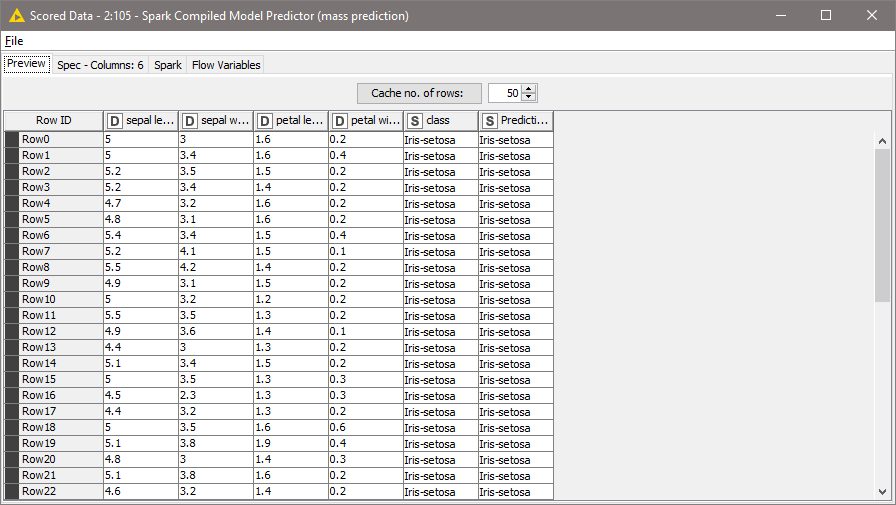 Scored Data - 2:105 - Spark Compiled Model Predictor (mass prediction)
File
Preview Spec - Columns: 6 Spark Flow Variables
Cache no. of rows: 50
Row ID D sepal le... D sepal w... D petal le... D petal wi... S class S Predicti...
Row0 5 3 1.6 0.2 Iris-setosa Iris-setosa
Row1 5 3.4 1.6 0.4 Iris-setosa Iris-setosa
Row2 5.2 3.5 1.5 0.2 Iris-setosa Iris-setosa
Row3 5.2 3.4 1.4 0.2 Iris-setosa Iris-setosa
Row4 4.7 3.2 1.6 0.2 Iris-setosa Iris-setosa
Row5 4.8 3.1 1.6 0.2 Iris-setosa Iris-setosa
Row6 5.4 3.4 1.5 0.4 Iris-setosa Iris-setosa
Row7 5.2 4.1 1.5 0.1 Iris-setosa Iris-setosa
Row8 5.5 4.2 1.4 0.2 Iris-setosa Iris-setosa
Row9 4.9 3.1 1.5 0.2 Iris-setosa Iris-setosa
Row10 5 3.2 1.2 0.2 Iris-setosa Iris-setosa
Row11 5.5 3.5 1.3 0.2 Iris-setosa Iris-setosa
Row12 4.9 3.6 1.4 0.1 Iris-setosa Iris-setosa
Row13 4.4 3 1.3 0.2 Iris-setosa Iris-setosa
Row14 5.1 3.4 1.5 0.2 Iris-setosa Iris-setosa
Row15 5 3.5 1.3 0.3 Iris-setosa Iris-setosa
Row16 4.5 2.3 1.3 0.3 Iris-setosa Iris-setosa
Row17 4.4 3.2 1.3 0.2 Iris-setosa Iris-setosa
Row18 5 3.5 1.6 0.6 Iris-setosa Iris-setosa
Row19 5.1 3.8 1.9 0.4 Iris-setosa Iris-setosa
Row20 4.8 3 1.4 0.3 Iris-setosa Iris-setosa
Row21 5.1 3.8 1.6 0.2 Iris-setosa Iris-setosa
Row22 4.6 3.2 1.4 0.2 Iris-setosa Iris-setosa